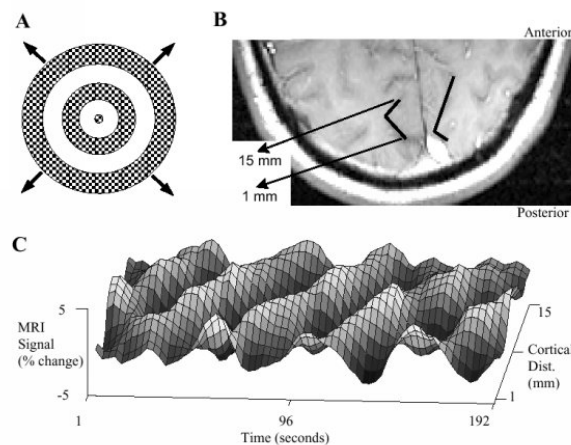 A
B
Anterior
15 mm
1 mm
Posterior
C
5
MRI
Signal
(% change)
-5
15
Cortical
Dist.
(mm)
1
1
96
192
Time (seconds)